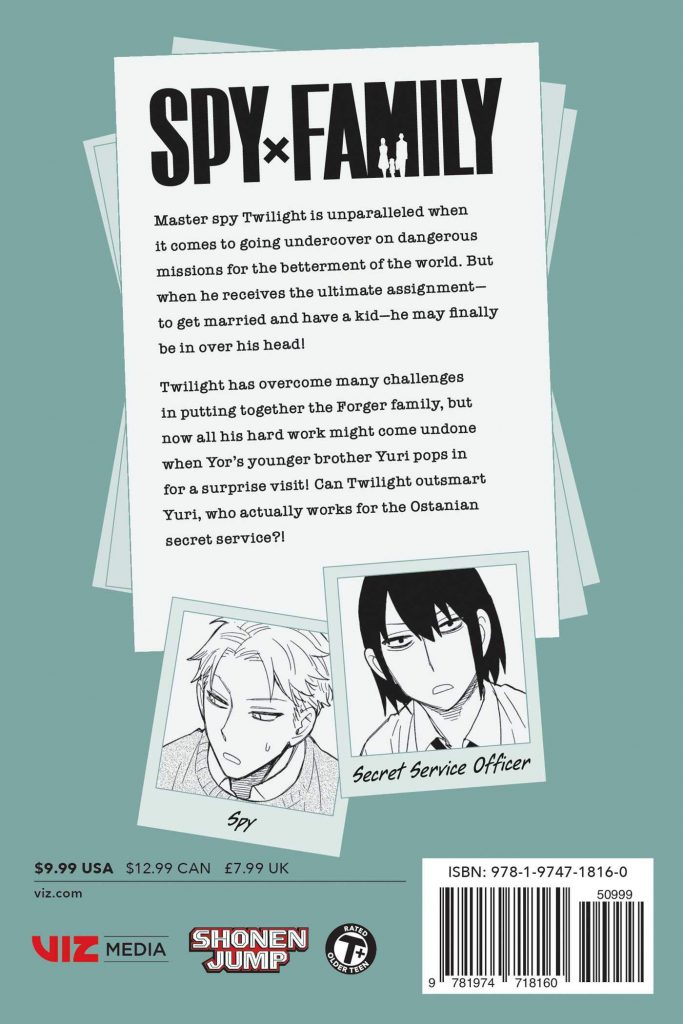 SPY×FAMILY
Master spy Twilight is unparalleled when
it comes to going undercover on dangerous
missions for the betterment of the world. But
when he receives the ultimate assignment—
to get married and have a kid—he may finally
be in over his head!
Twilight has overcome many challenges
in putting together the Forger family, but
now all his hard work might come undone
when Yor's younger brother Yuri pops in
for a surprise visit! Can Twilight outsmart
Yuri, who actually works for the Ostanian
secret service?!
Secret Service Officer
Spy
$9.99 USA $12.99 CAN £7.99 UK
viz.com
VIZ MEDIA
SHONEN
JUMP
RATED
T+
OLDER TEEN
ISBN: 978-1-9747-1816-0
50999
9 781974 718160